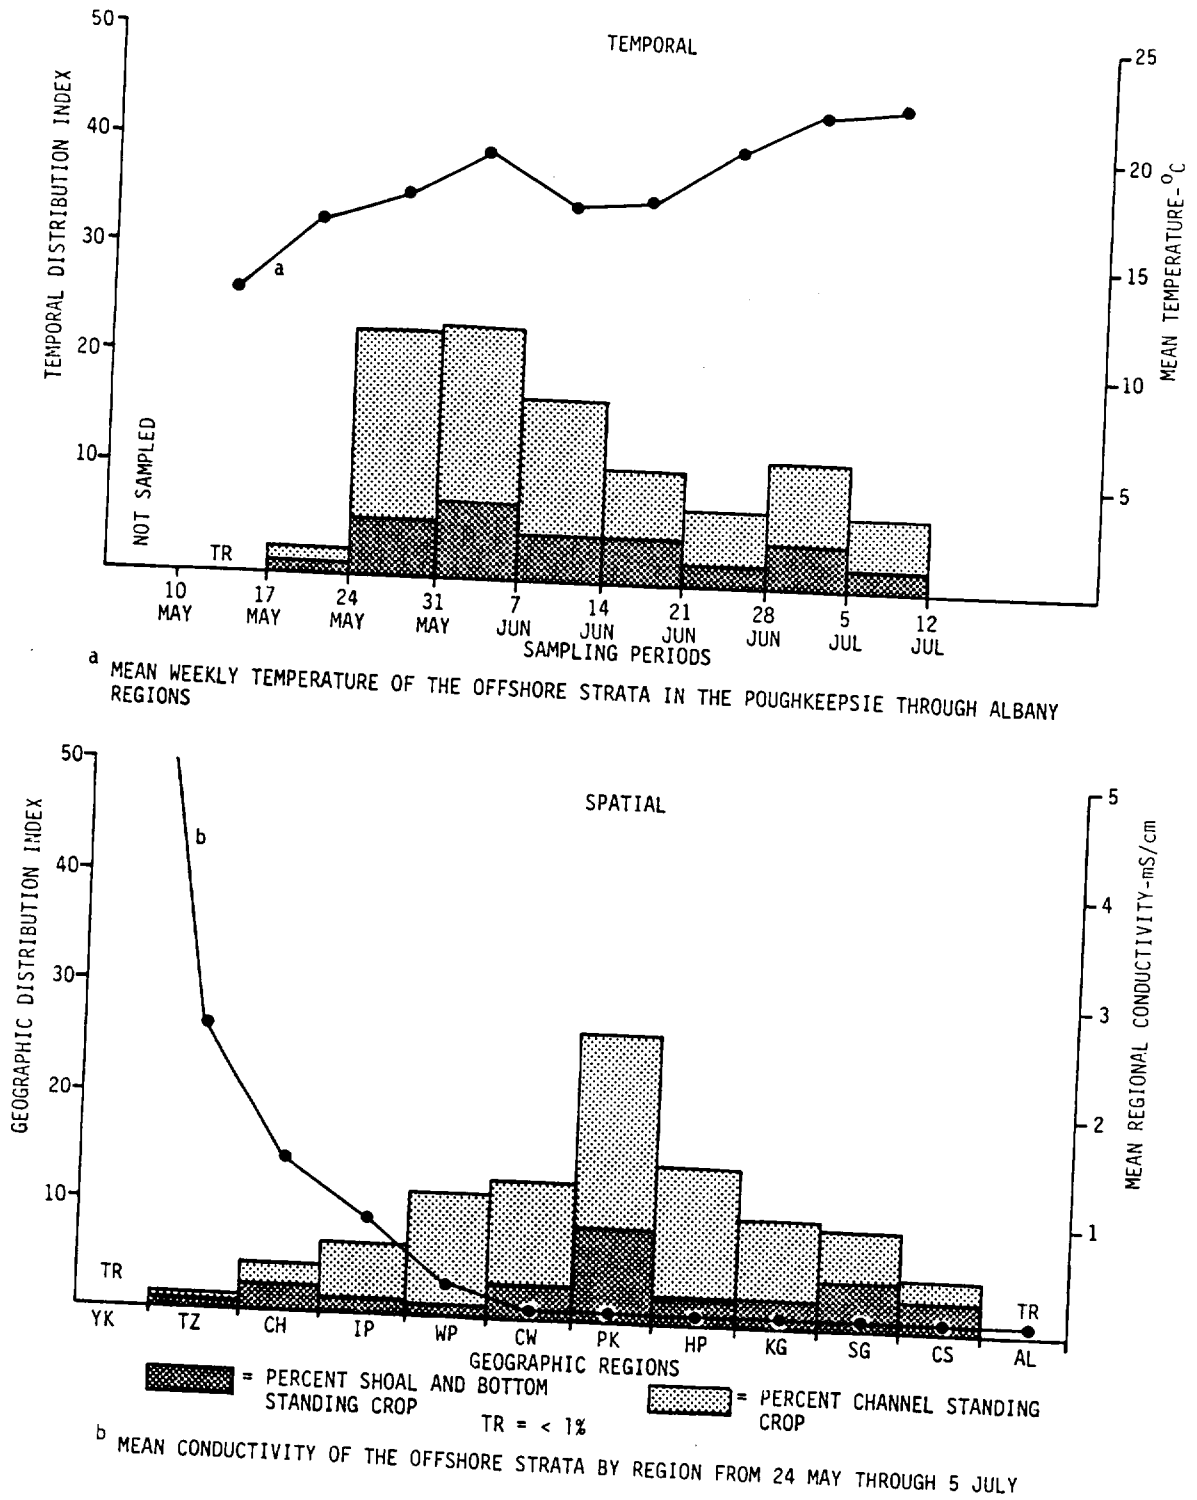 TEMPORAL
TEMPORAL DISTRIBUTION INDEX
50
40
30
20
10
MEAN TEMPERATURE-°C
25
20
15
10
5
a
NOT SAMPLED
TR
10 MAY
17 MAY
24 MAY
31 MAY
7 JUN
14 JUN
21 JUN
28 JUN
5 JUL
12 JUL
SAMPLING PERIODS
a MEAN WEEKLY TEMPERATURE OF THE OFFSHORE STRATA IN THE POUGHKEEPSIE THROUGH ALBANY
REGIONS
SPATIAL
GEOGRAPHIC DISTRIBUTION INDEX
50
40
30
20
10
MEAN REGIONAL CONDUCTIVITY-mS/cm
5
4
3
2
1
b
TR
TR
YK TZ CH IP WP CW PK HP KG SG CS AL
GEOGRAPHIC REGIONS
= PERCENT SHOAL AND BOTTOM
STANDING CROP
= PERCENT CHANNEL STANDING
CROP
TR = < 1%
b MEAN CONDUCTIVITY OF THE OFFSHORE STRATA BY REGION FROM 24 MAY THROUGH 5 JULY